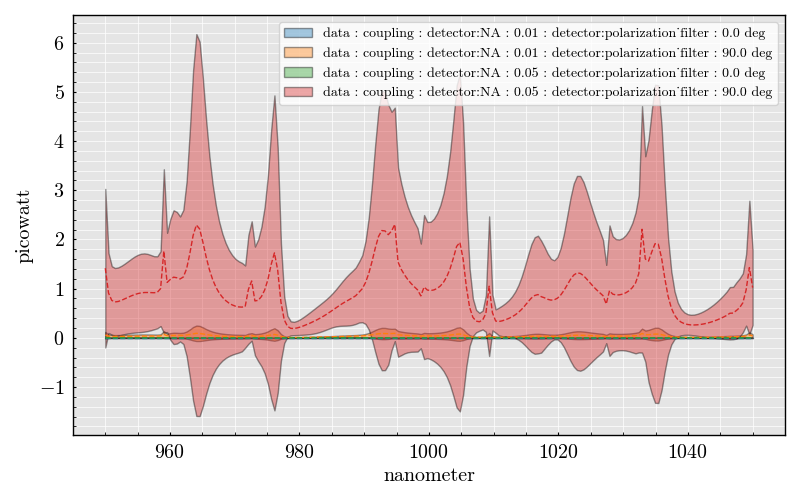 data : coupling : detector:NA : 0.01 : detector:polarization˙filter : 0.0 deg
data : coupling : detector:NA : 0.01 : detector:polarization˙filter : 90.0 deg
data : coupling : detector:NA : 0.05 : detector:polarization˙filter : 0.0 deg
data : coupling : detector:NA : 0.05 : detector:polarization˙filter : 90.0 deg
6
5
4
3
2
1
0
−1
picowatt
960
980
1000
1020
1040
nanometer